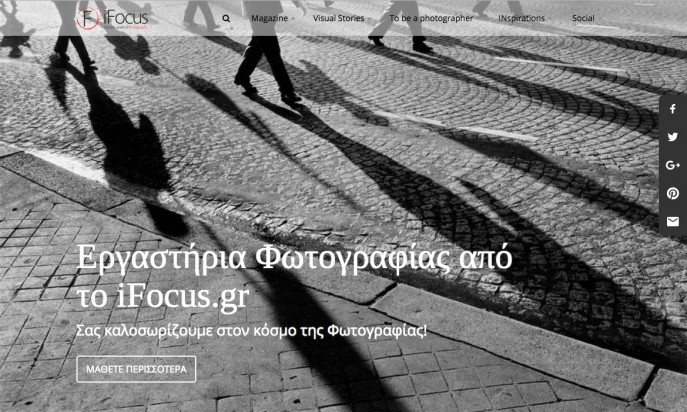 iFocus
Magazine
Visual Stories
To be a photographer
INspirations
Social
G+
Εργαστήρια Φωτογραφίας από
το iFocus.gr
Σας καλοσωρίζουμε στον κόσμο της Φωτογραφίας!
ΜΑΘΕΤΕ ΠΕΡΙΣΣΟΤΕΡΑ